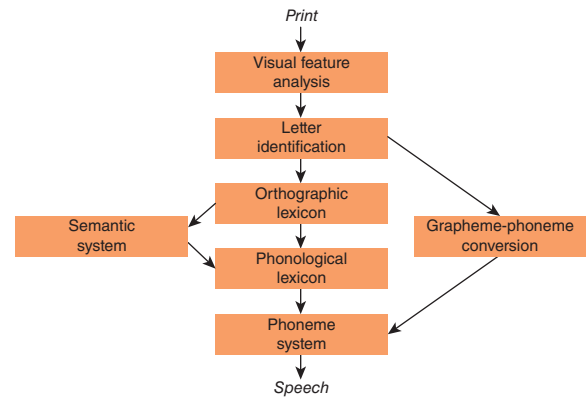 Print
Visual feature
analysis
Letter
identification
Orthographic
lexicon
Semantic
system
Grapheme-phoneme
conversion
Phonological
lexicon
Phoneme
system
Speech